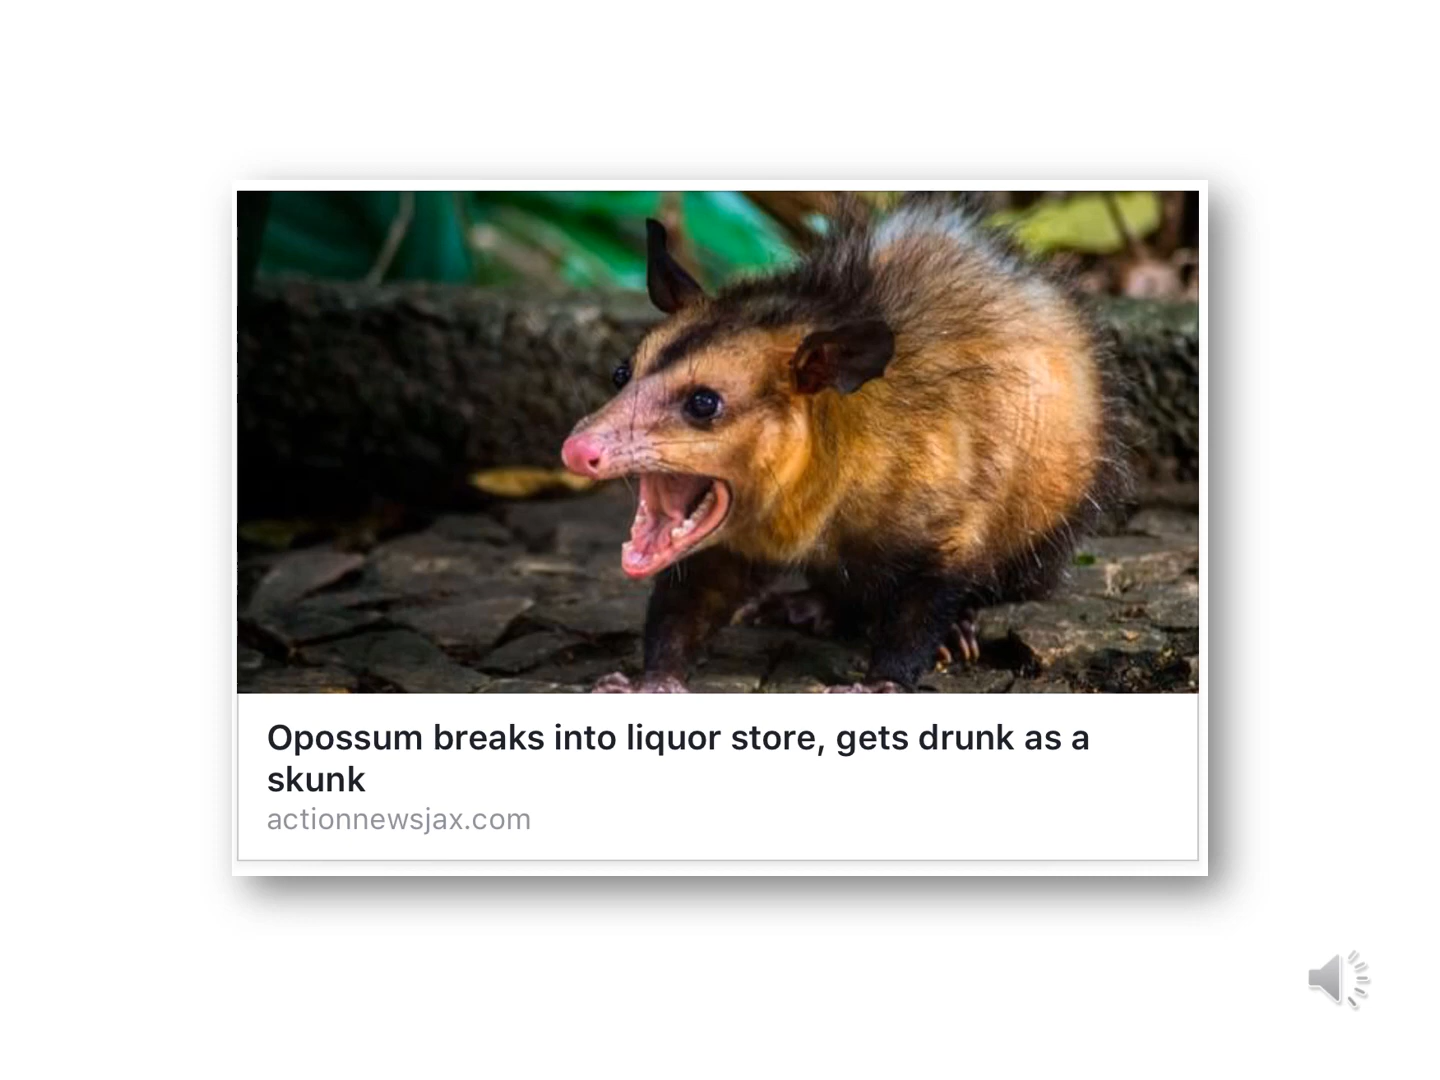 Opossum breaks into liquor store, gets drunk as a
skunk
actionnewsjax.com